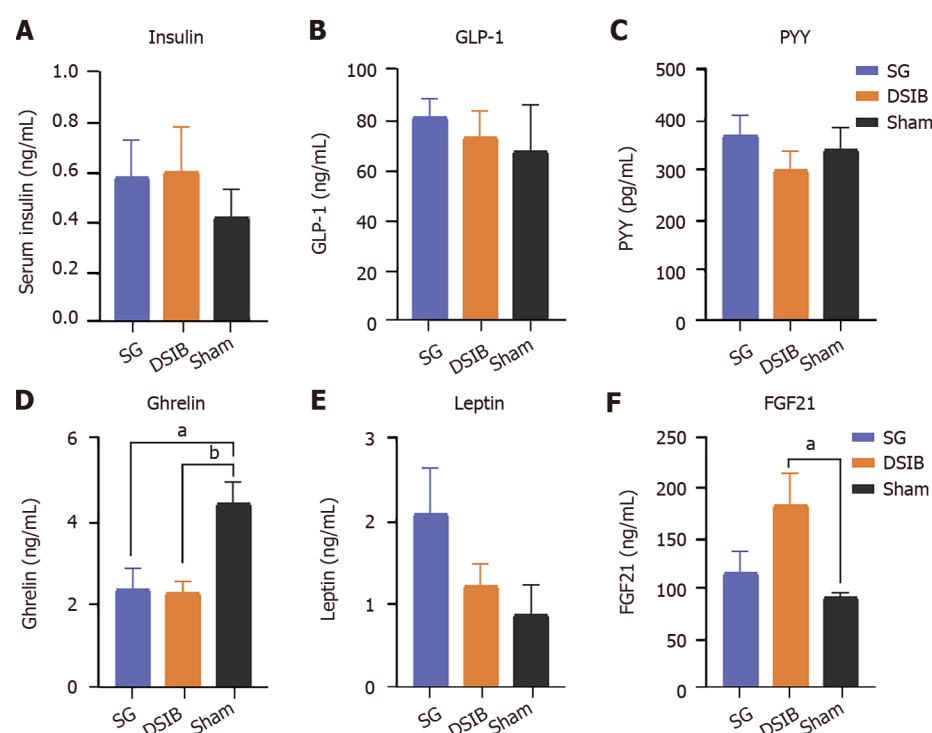 A Insulin
Serum insulin (ng/mL)
1.0
0.8
0.6
0.4
0.2
0.0
SG DSIB Sham
B GLP-1
GLP-1 (ng/mL)
100
80
60
40
20
0
SG DSIB Sham
C PYY
PYY (pg/mL)
500
400
300
200
100
0
SG DSIB Sham
SG
DSIB
Sham
D Ghrelin
Ghrelin (ng/mL)
6
4
2
0
a
b
SG DSIB Sham
E Leptin
Leptin (ng/mL)
3
2
1
0
SG DSIB Sham
F FGF21
FGF21 (ng/mL)
250
200
150
100
50
0
a
SG DSIB Sham
SG
DSIB
Sham